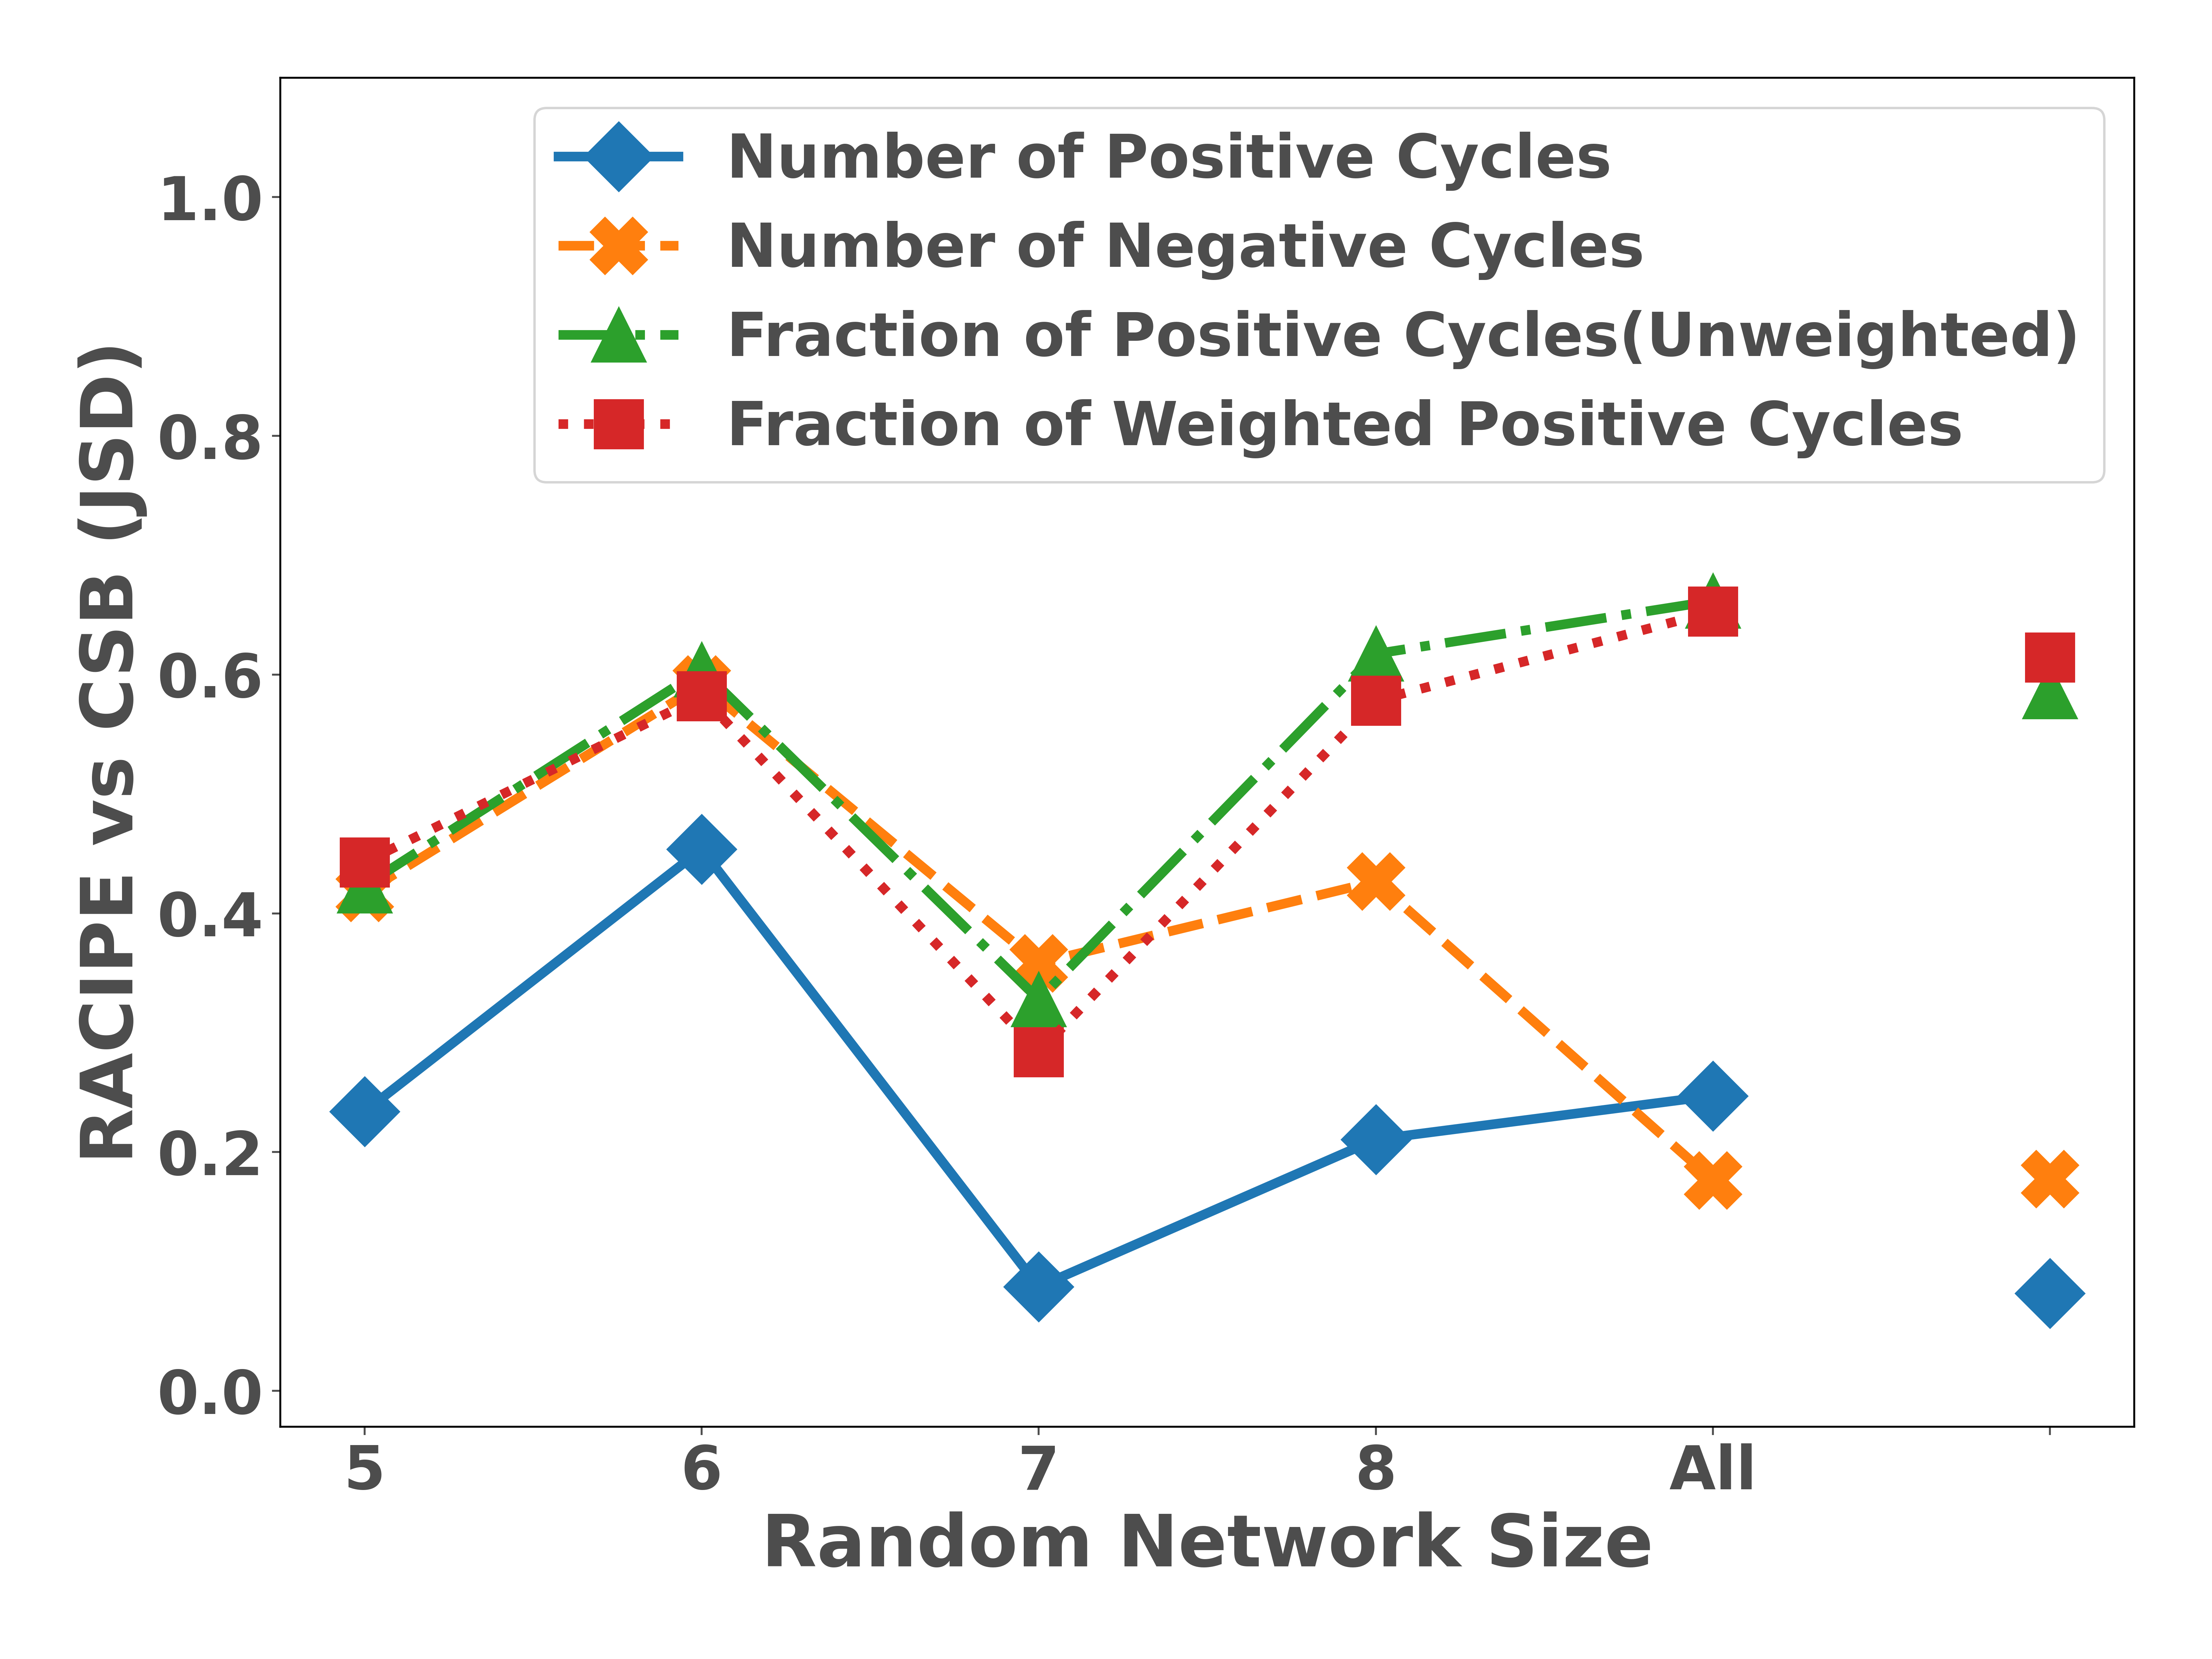 Number of Positive Cycles
Number of Negative Cycles
Fraction of Positive Cycles(Unweighted)
Fraction of Weighted Positive Cycles
RACIPE vs CSB (JSD)
1.0
0.8
0.6
0.4
0.2
0.0
5 6 7 8 All
Random Network Size